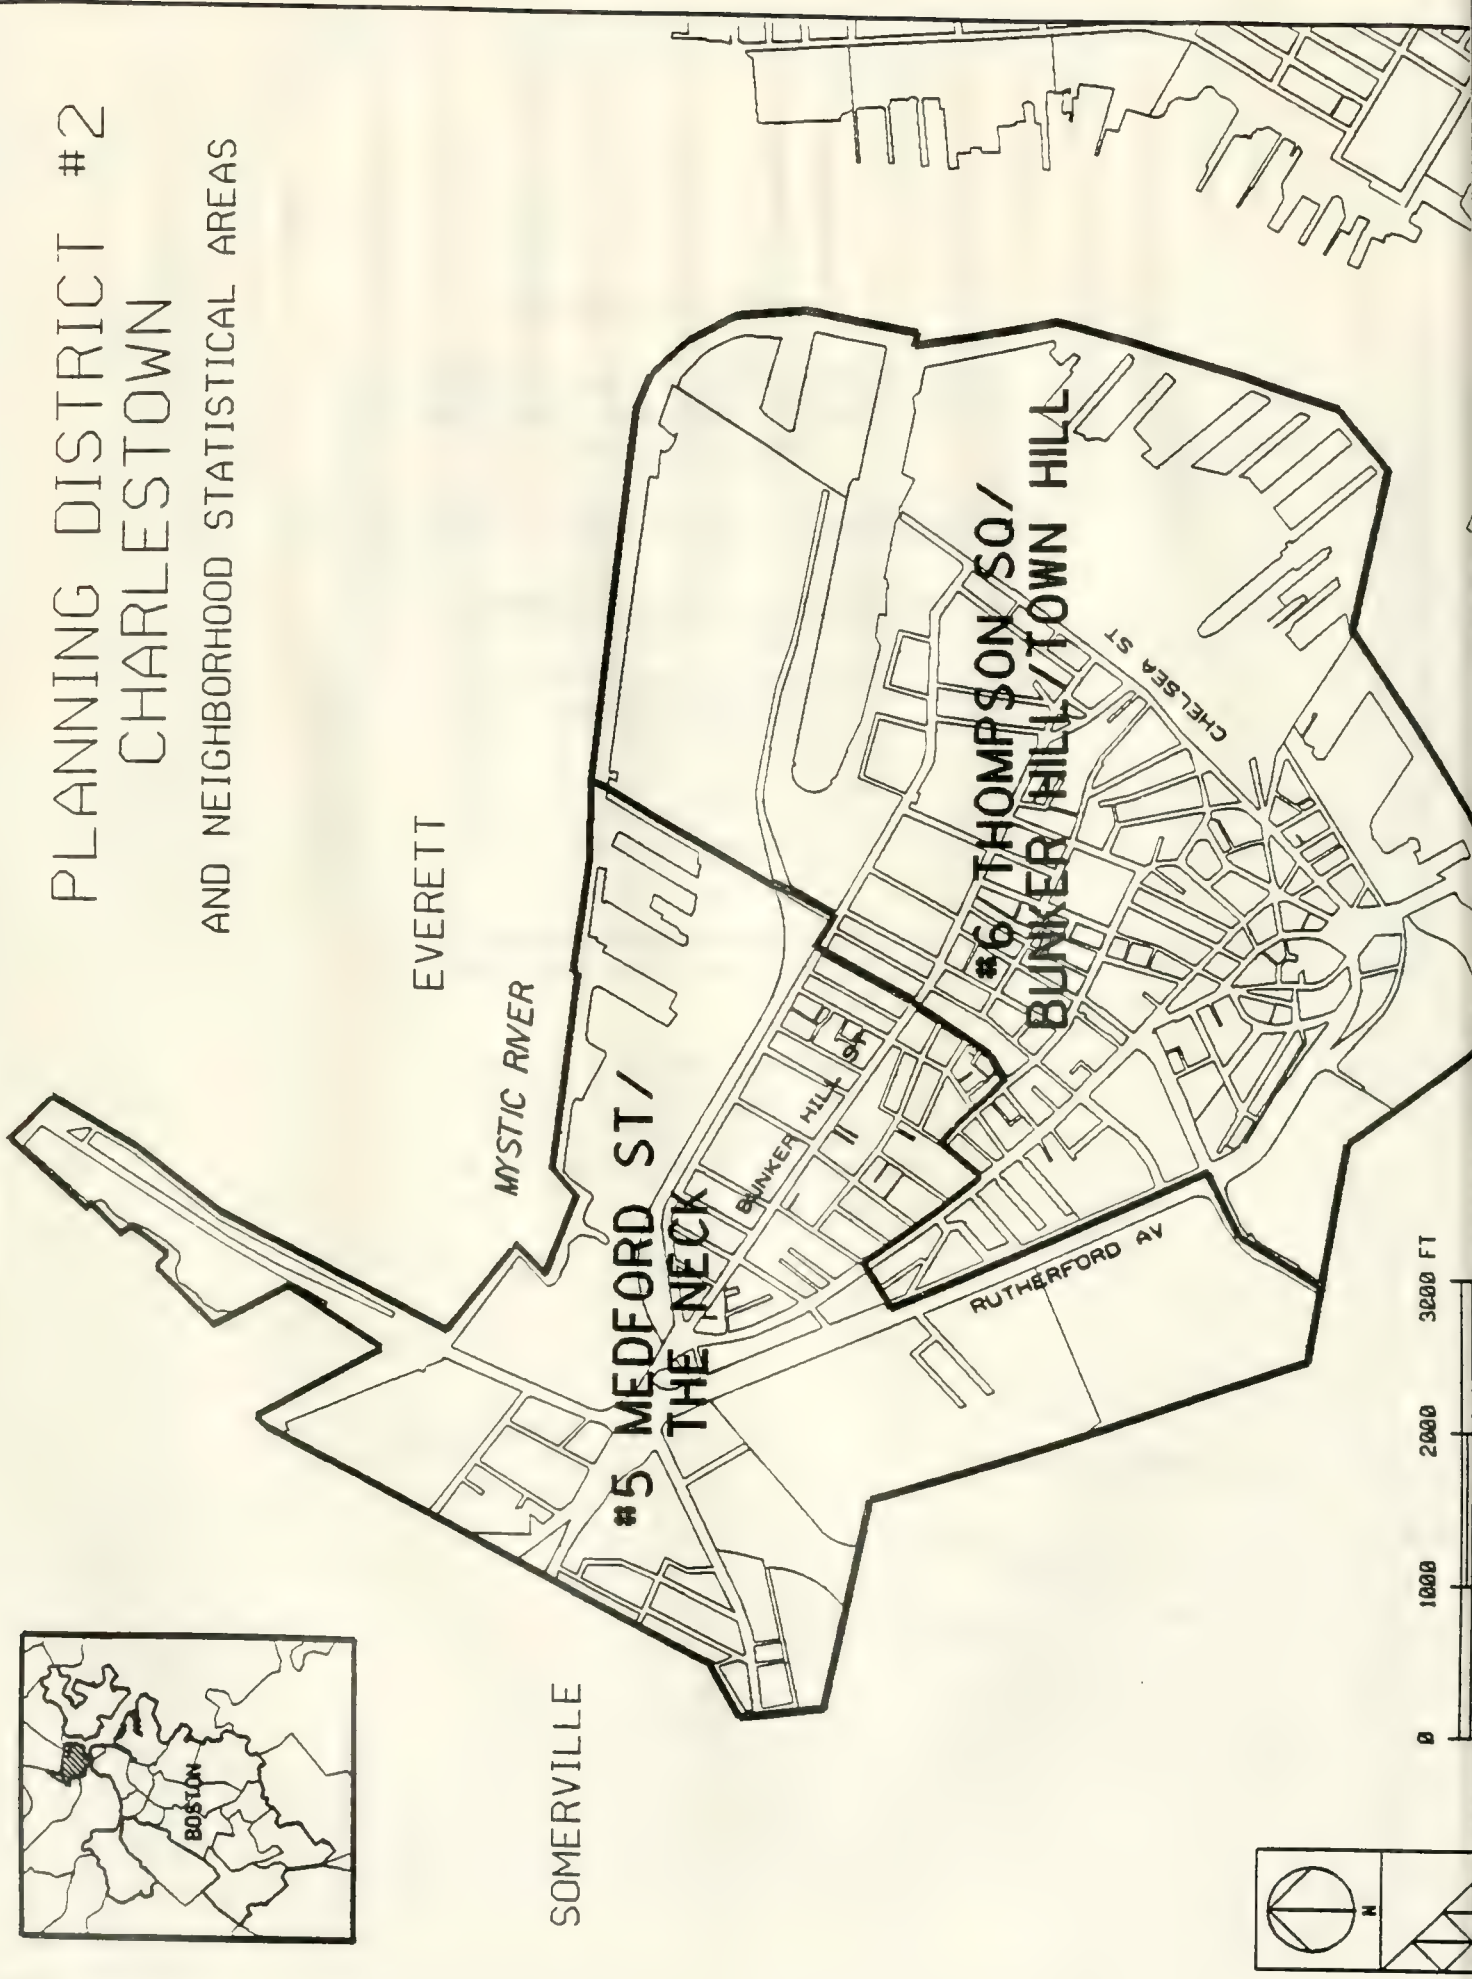 PLANNING DISTRICT #2
CHARLESTOWN
AND NEIGHBORHOOD STATISTICAL AREAS
EVERETT
MYSTIC RIVER
SOMERVILLE
BOSTON
#5 MEDFORD ST/
THE NECK
BUNKER HILL ST
#6 THOMPSON SQ/
BUNKER HILL/TOWN HILL
CHELSEA ST
RUTHERFORD AV
0 1000 2000 3000 FT
N